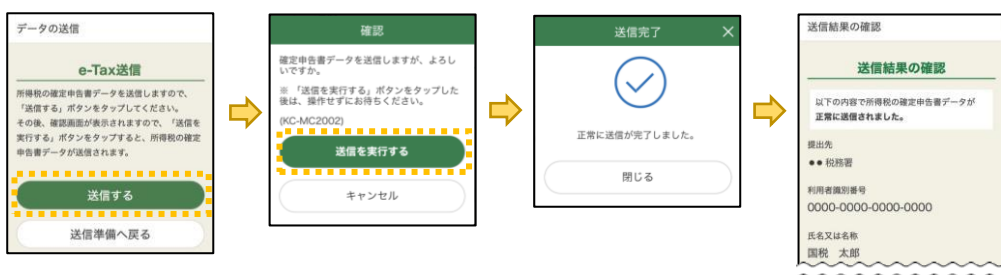 データの送信
e-Tax送信
所得税の確定申告書データを送信しますので、
「送信する」ボタンをタップしてください。
その後、確認画面が表示されますので、「送信を
実行する」ボタンをタップすると、所得税の確定
申告書データが送信されます。
送信する
送信準備へ戻る
確認
確定申告書データを送信しますが、よろし
いですか。
※ 「送信を実行する」ボタンをタップした
後は、操作せずにお待ちください。
(KC-MC2002)
送信を実行する
キャンセル
送信完了
正常に送信が完了しました。
閉じる
送信結果の確認
送信結果の確認
以下の内容で所得税の確定申告書データが
正常に送信されました。
提出先
●● 税務署
利用者識別番号
0000-0000-0000-0000
氏名又は名称
国税 太郎